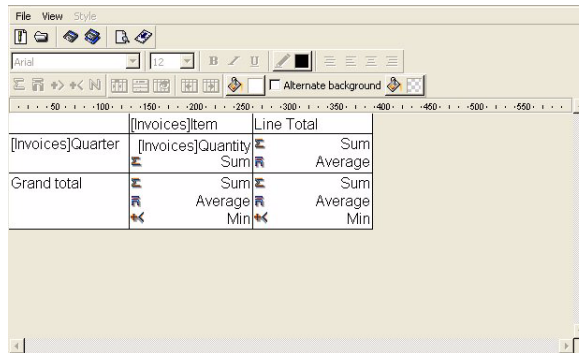 File View Style
Arial 12 B I U Alternate background
50 100 150 200 250 300 350 400 450 500 550
[Invoices]Item Line Total
[Invoices]Quarter [Invoices]Quantity Sum
Sum Average
Grand total Sum Sum
Average Average
Min Min